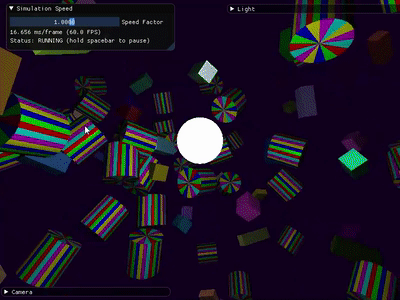 Simulation Speed
1.0000 Speed Factor
16.656 ms/frame (60.0 FPS)
Status: RUNNING (hold spacebar to pause)
Light
Camera